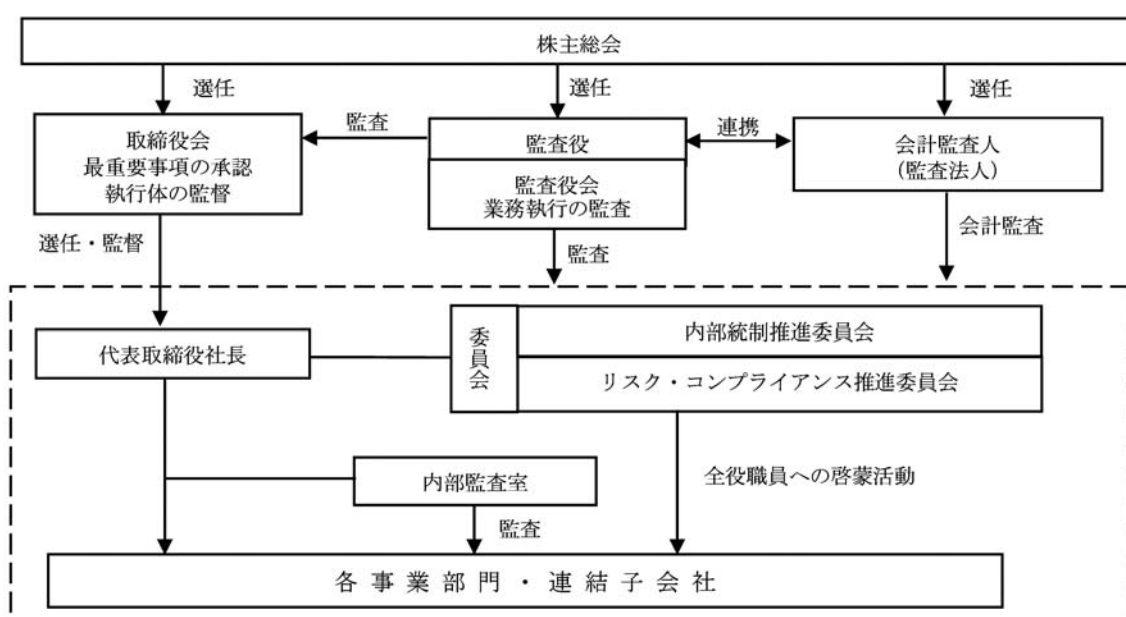 株主総会
選任
選任
選任
取締役会
最重要事項の承認
執行体の監督
監査
監査役
監査役会
業務執行の監査
連携
会計監査人
(監査法人)
選任・監督
監査
会計監査
代表取締役社長
委員会
内部統制推進委員会
リスク・コンプライアンス推進委員会
内部監査室
全役職員への啓蒙活動
監査
各事業部門・連結子会社